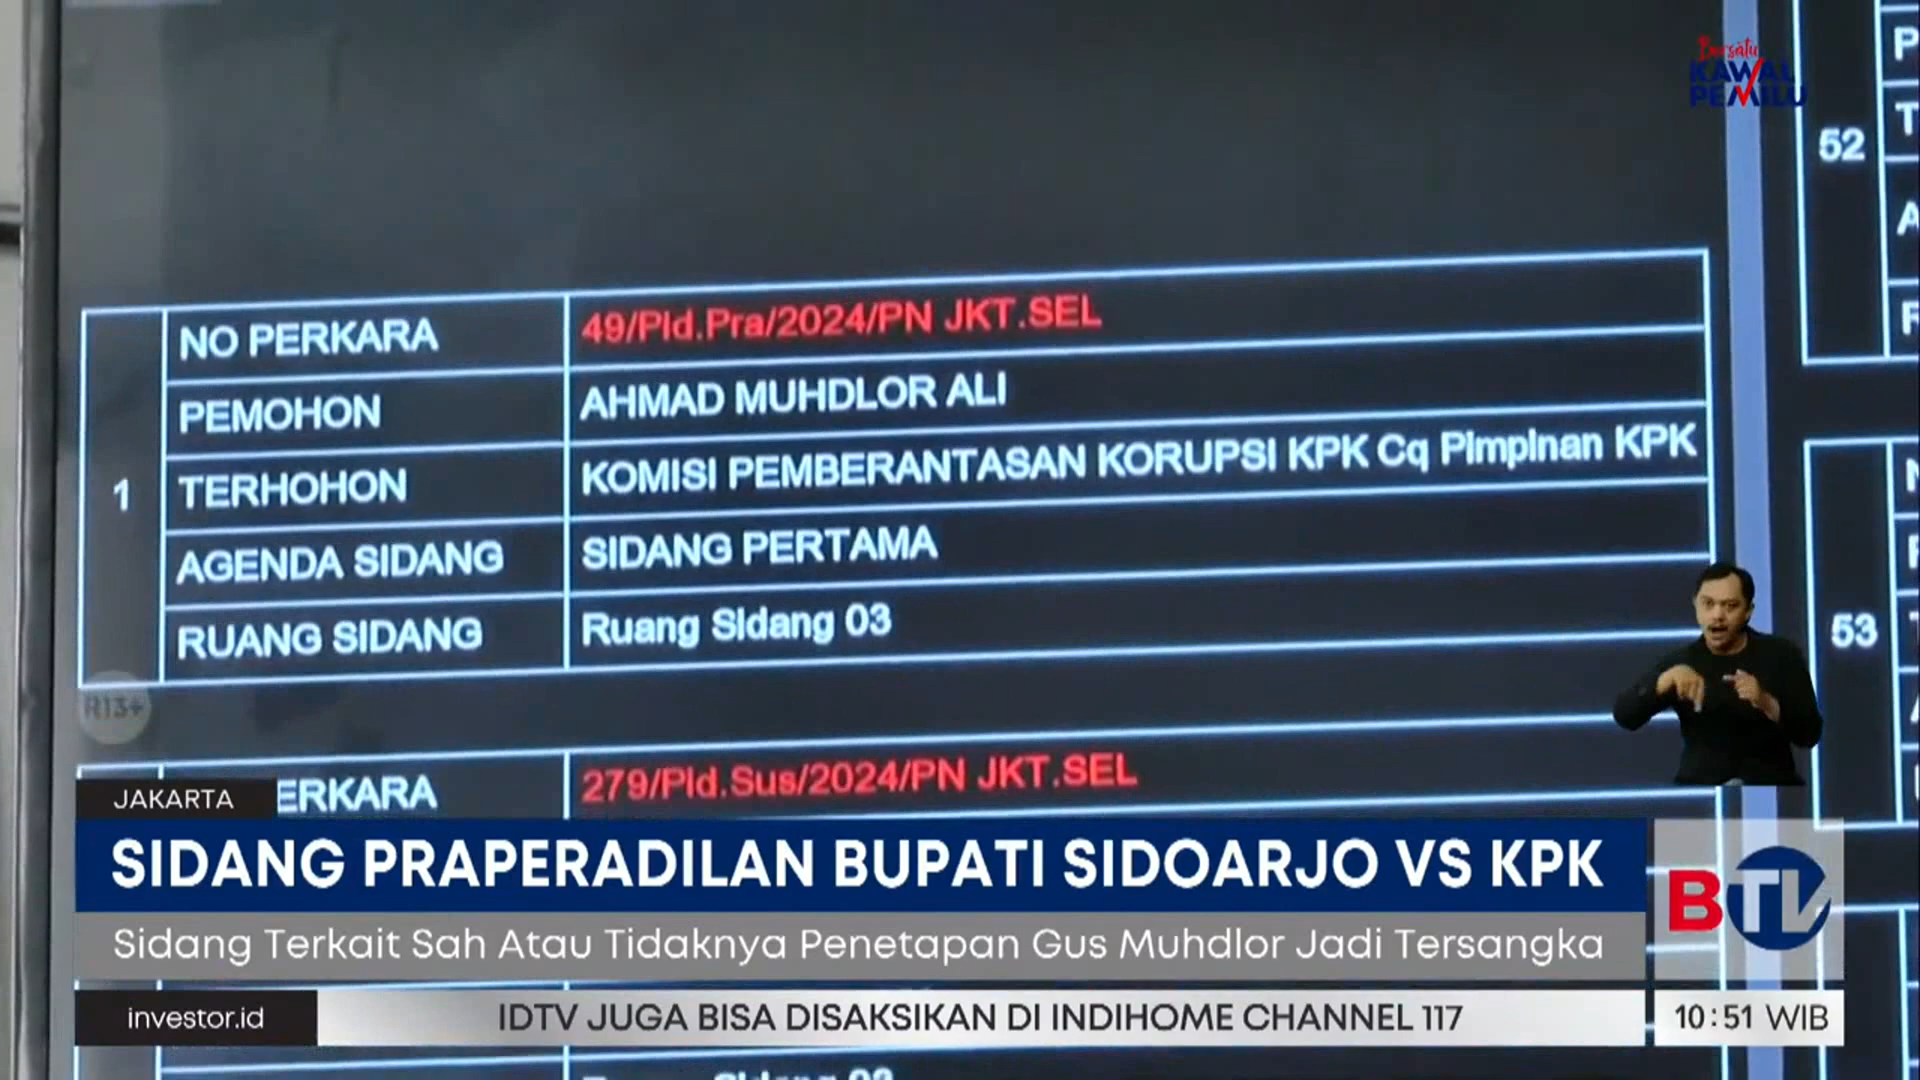 Bersatu
KAWAL
PEMILU
52
1
NO PERKARA
49/Pid.Pra/2024/PN JKT.SEL
PEMOHON
AHMAD MUHDLOR ALI
TERHOHON
KOMISI PEMBERANTASAN KORUPSI KPK Cq Pimpinan KPK
AGENDA SIDANG
SIDANG PERTAMA
RUANG SIDANG
Ruang Sidang 03
53
R13+
ERKARA
279/Pid.Sus/2024/PN JKT.SEL
JAKARTA
SIDANG PRAPERADILAN BUPATI SIDOARJO VS KPK
Sidang Terkait Sah Atau Tidaknya Penetapan Gus Muhdlor Jadi Tersangka
BTV
investor.id
IDTV JUGA BISA DISAKSIKAN DI INDIHOME CHANNEL 117
10:51 WIB